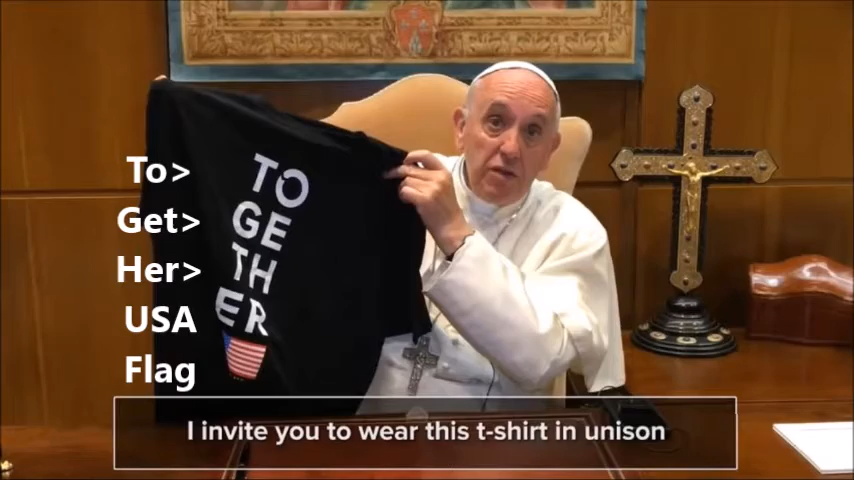 To>
Get>
Her>
USA
Flag
TO
GE
TH
ER
I invite you to wear this t-shirt in unison